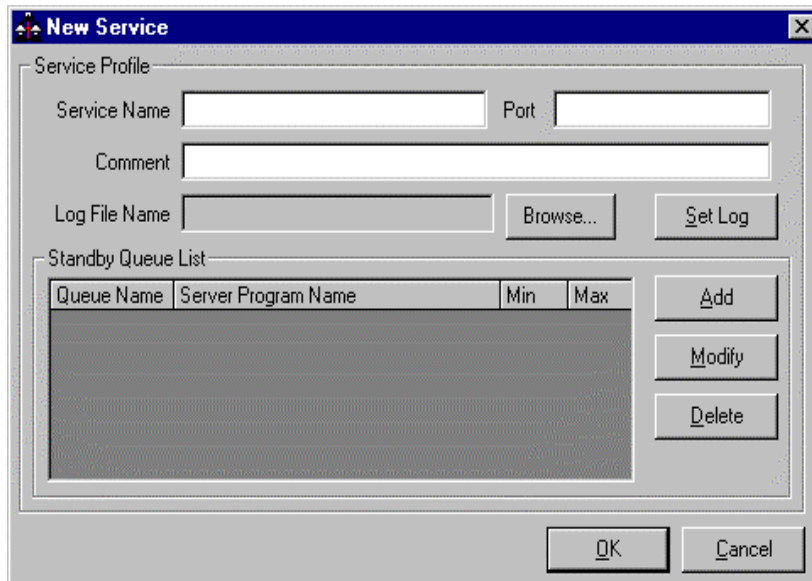 New Service
Service Profile
Service Name Port
Comment
Log File Name Browse... Set Log
Standby Queue List
Queue Name Server Program Name Min Max
Add
Modify
Delete
OK Cancel